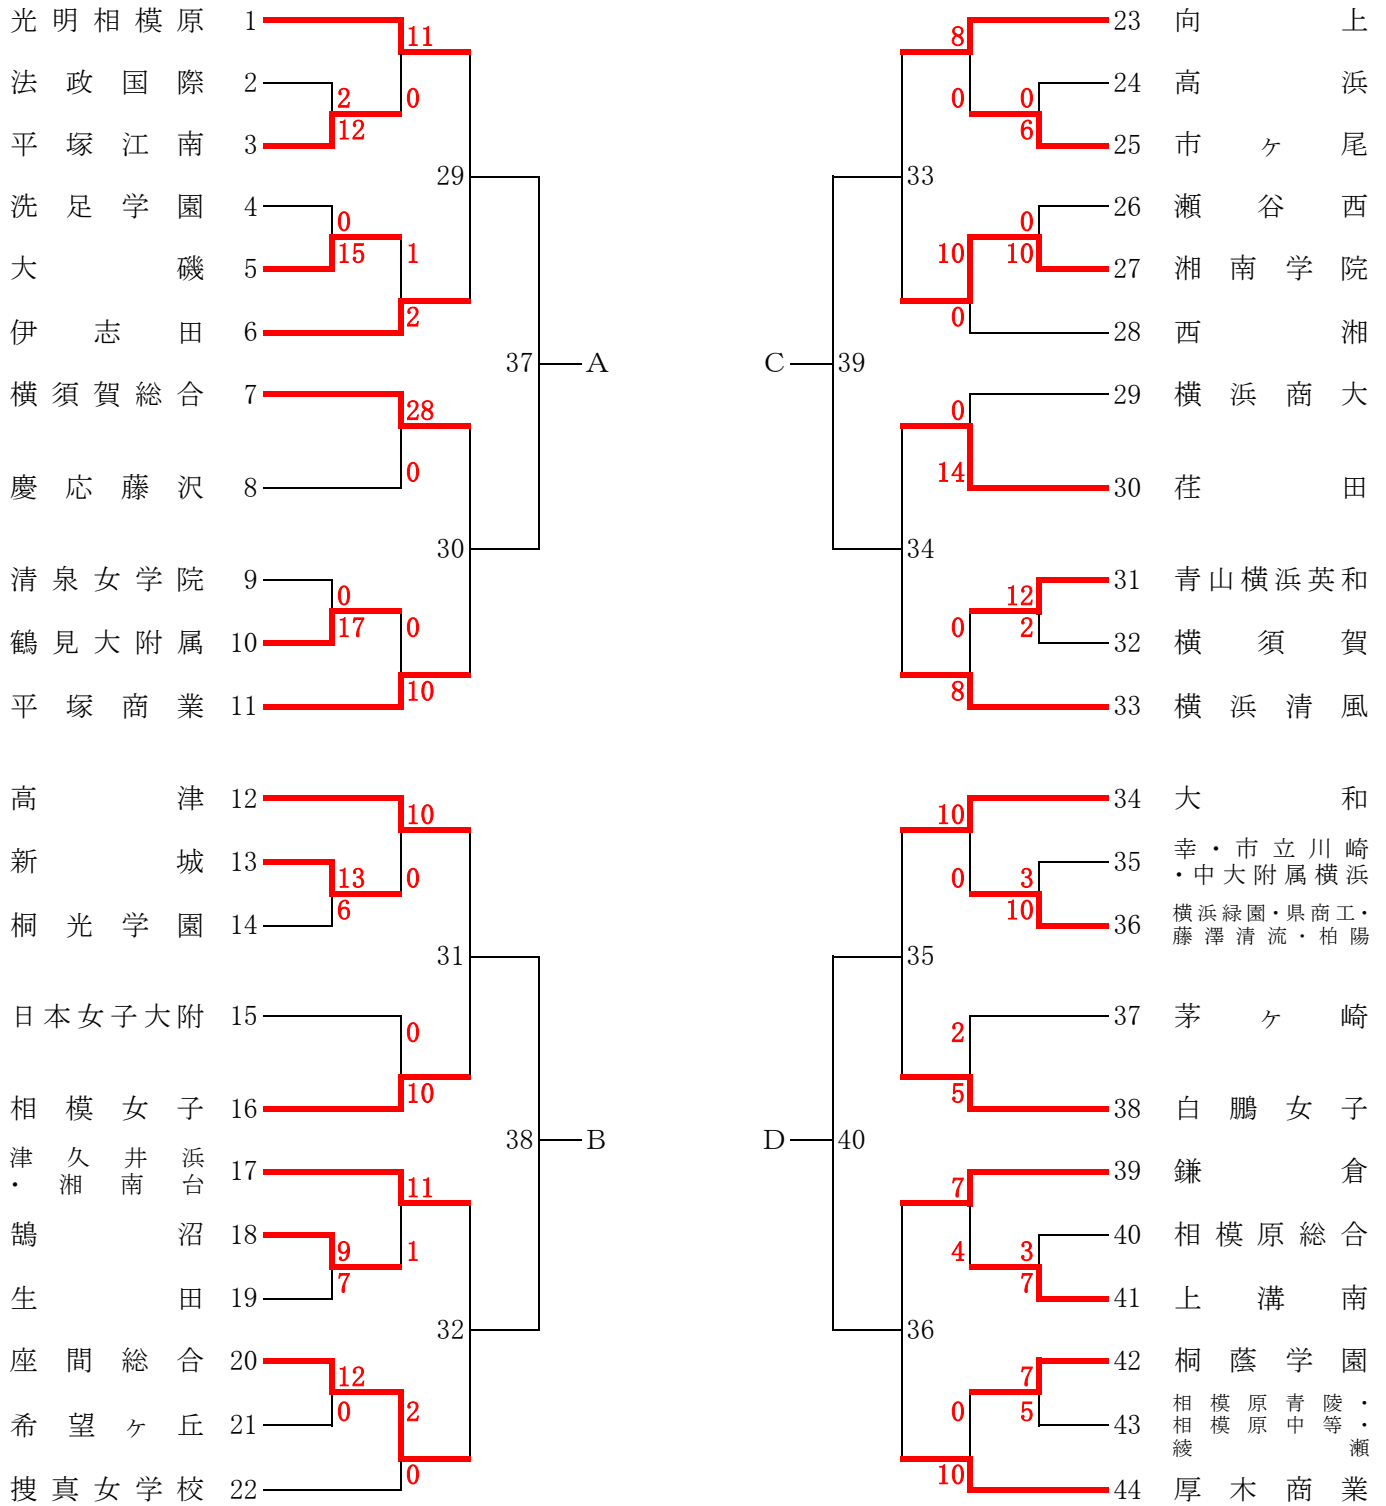 光明相模原 1
11
法政国際 2
2
0
平塚江南 3
12
29
洗足学園 4
0
大磯 5
15
1
伊志田 6
2
37
A
横須賀総合 7
28
慶応藤沢 8
0
30
清泉女学院 9
0
鶴見大附属 10
17
0
平塚商業 11
10
高津 12
10
新城 13
13
0
桐光学園 14
6
31
日本女子大附 15
0
相模女子 16
10
38
B
津久井浜
・湘南台
17
11
鵠沼 18
9
1
生田 19
7
32
座間総合 20
12
希望ヶ丘 21
0
2
捜真女学校 22
0
8
23 向上
0
0
24 高浜
6
25 市ヶ尾
33
0
26 瀬谷西
10
10
27 湘南学院
0
28 西湘
C
39
0
29 横浜商大
14
30 荏田
34
12
31 青山横浜英和
0
2
32 横須賀
8
33 横浜清風
10
34 大和
0
3
35
幸・市立川崎
・中大附属横浜
10
36
横浜緑園・県商工・
藤澤清流・柏陽
35
2
37 茅ヶ崎
5
38 白鵬女子
D
40
7
39 鎌倉
4
3
40 相模原総合
7
41 上溝南
36
7
42 桐蔭学園
0
5
43
相模原青陵・
相模原中等・
綾瀬
10
44 厚木商業